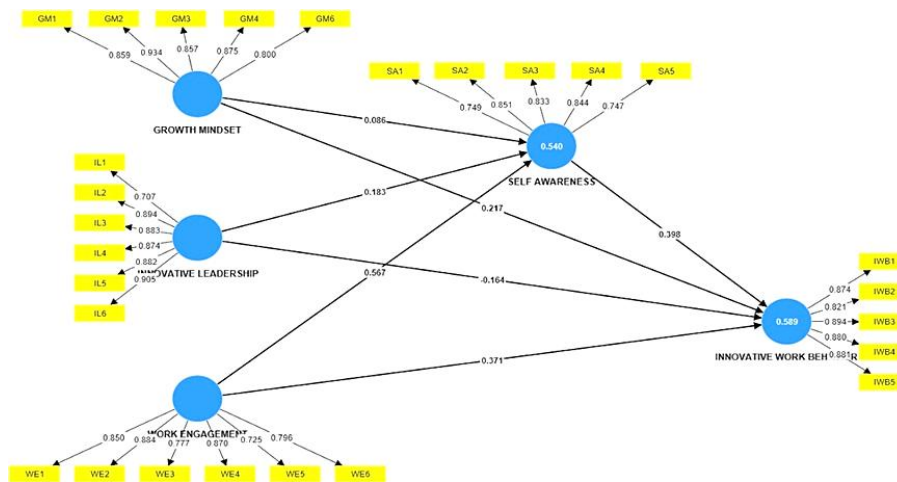 GM1 GM2 GM3 GM4 GM6
0.859 0.934 0.857 0.875 0.800
GROWTH MINDSET
SA1 SA2 SA3 SA4 SA5
0.749 0.851 0.833 0.844 0.747
0.540
SELF AWARENESS
0.086
0.183
0.217
0.567
0.398
IL1
IL2
IL3
IL4
IL5
IL6
0.707
0.894
0.883
0.874
0.882
0.905
INNOVATIVE LEADERSHIP
-0.164
0.371
IWB1
IWB2
IWB3
IWB4
IWB5
0.874
0.821
0.894
0.880
0.881
0.589
INNOVATIVE WORK
WORK ENGAGEMENT
0.850 0.884 0.777 0.870 0.725 0.796
WE1 WE2 WE3 WE4 WE5 WE6